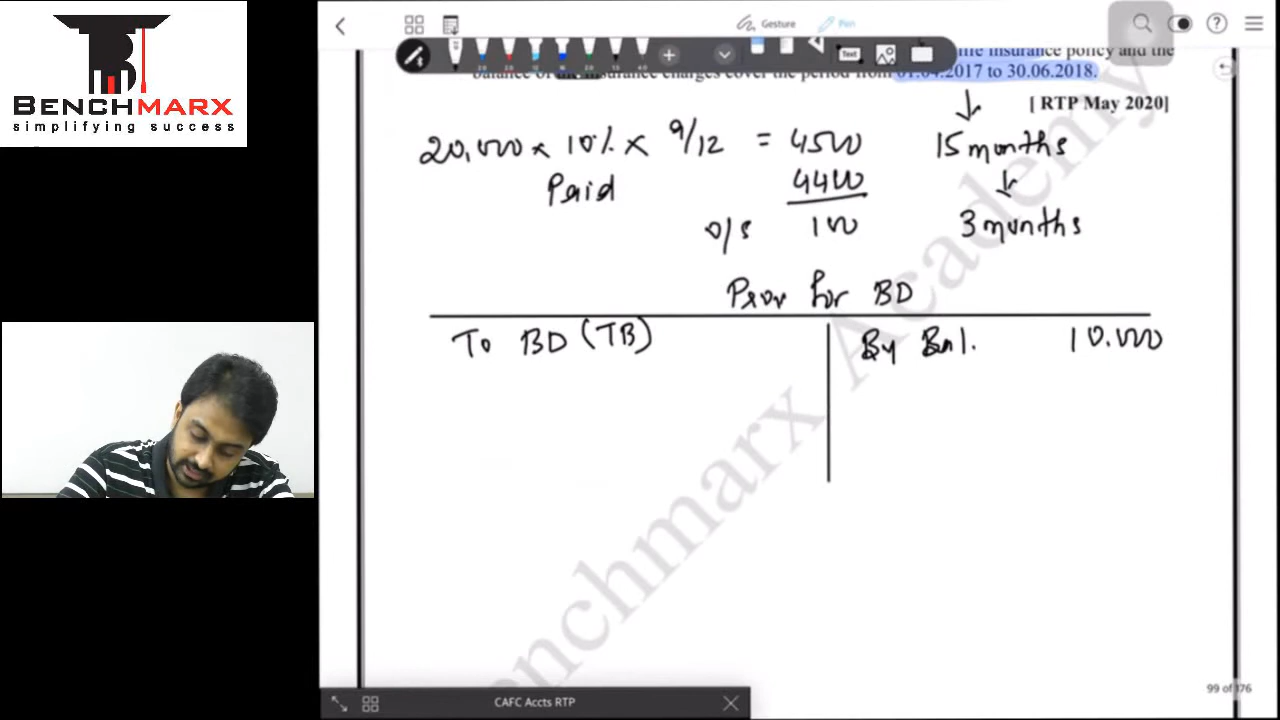 BENCHMARX
simplifying success
Gesture
Pen
Text
life insurance policy and the
balance of the insurance charges cover the period from 01.04.2017 to 30.06.2018.
[ RTP May 2020]
20,000 × 10% × 9/12 = 4500
15 months
Paid 4400
o/s 100
3 months
Prov for BD
To BD (TB)
By Bal. 10,000
Benchmarx Academy
CAFC Accts RTP
99 of 176